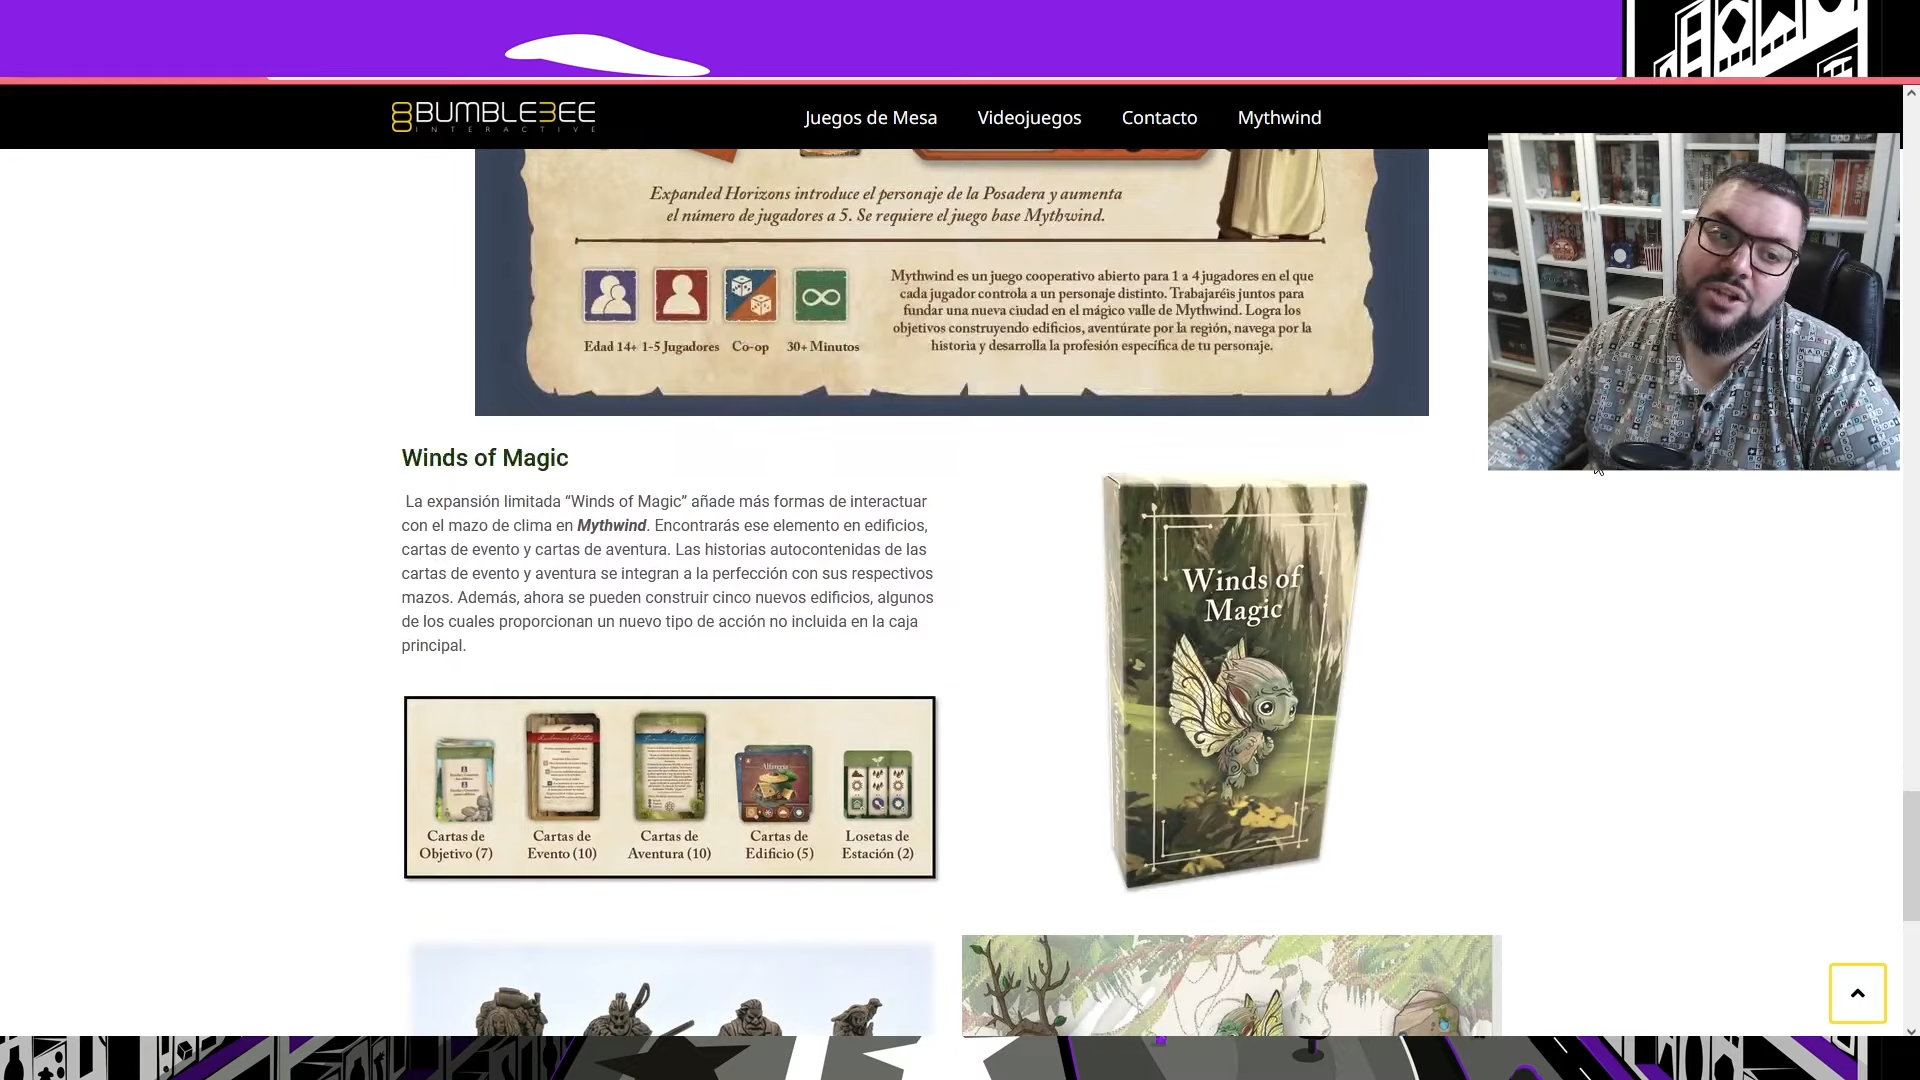 BUMBLEBEE
INTERACTIVE
Juegos de Mesa
Videojuegos
Contacto
Mythwind
Expanded Horizons introduce el personaje de la Posadera y aumenta
el número de jugadores a 5. Se requiere el juego base Mythwind.
Edad 14+
1-5 Jugadores
Co-op
30+ Minutos
Mythwind es un juego cooperativo abierto para 1 a 4 jugadores en el que
cada jugador controla a un personaje distinto. Trabajaréis juntos para
fundar una nueva ciudad en el mágico valle de Mythwind. Logra los
objetivos construyendo edificios, aventúrate por la región, navega por la
historia y desarrolla la profesión específica de tu personaje.
Winds of Magic
La expansión limitada “Winds of Magic” añade más formas de interactuar
con el mazo de clima en Mythwind. Encontrarás ese elemento en edificios,
cartas de evento y cartas de aventura. Las historias autocontenidas de las
cartas de evento y aventura se integran a la perfección con sus respectivos
mazos. Además, ahora se pueden construir cinco nuevos edificios, algunos
de los cuales proporcionan un nuevo tipo de acción no incluida en la caja
principal.
Winds of
Magic
Cartas de
Objetivo (7)
Cartas de
Evento (10)
Cartas de
Aventura (10)
Cartas de
Edificio (5)
Losetas de
Estación (2)